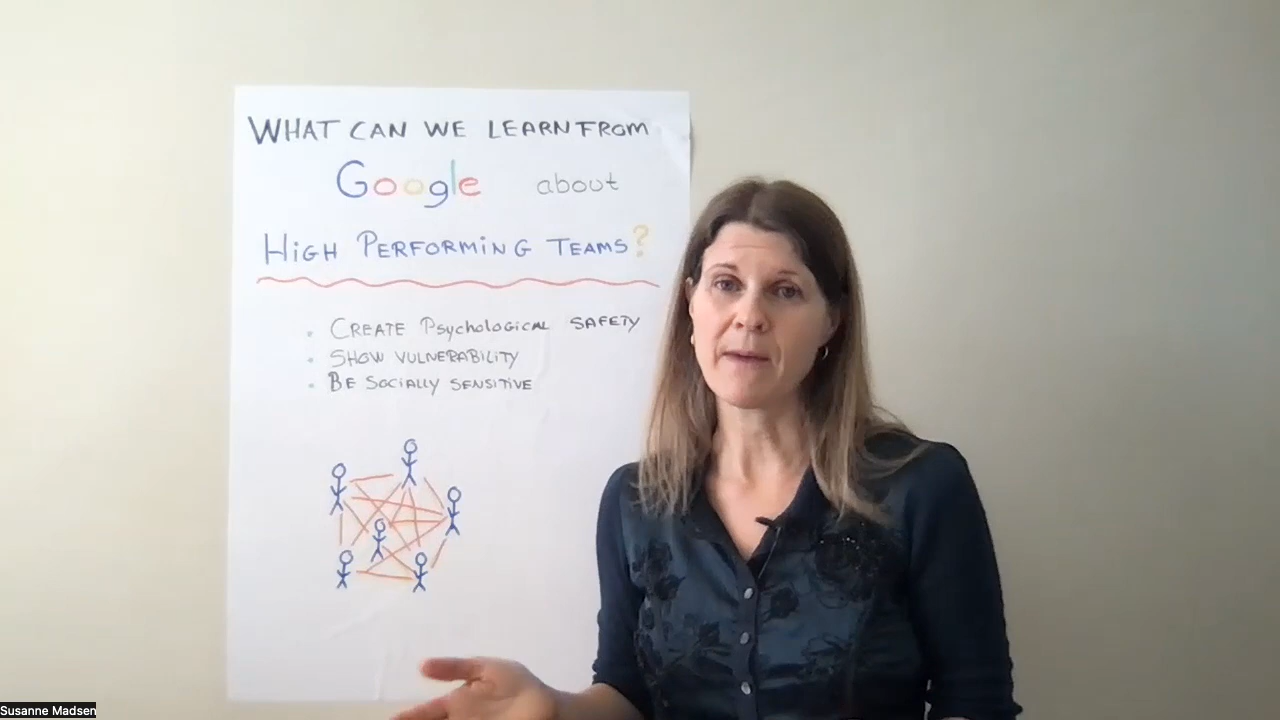 WHAT CAN WE LEARN FROM
Google about
HIGH PERFORMING TEAMS?
• CREATE Psychological SAFETY
• SHOW VULNERABILITY
• BE SOCIALLY SENSITIVE
Susanne Madsen